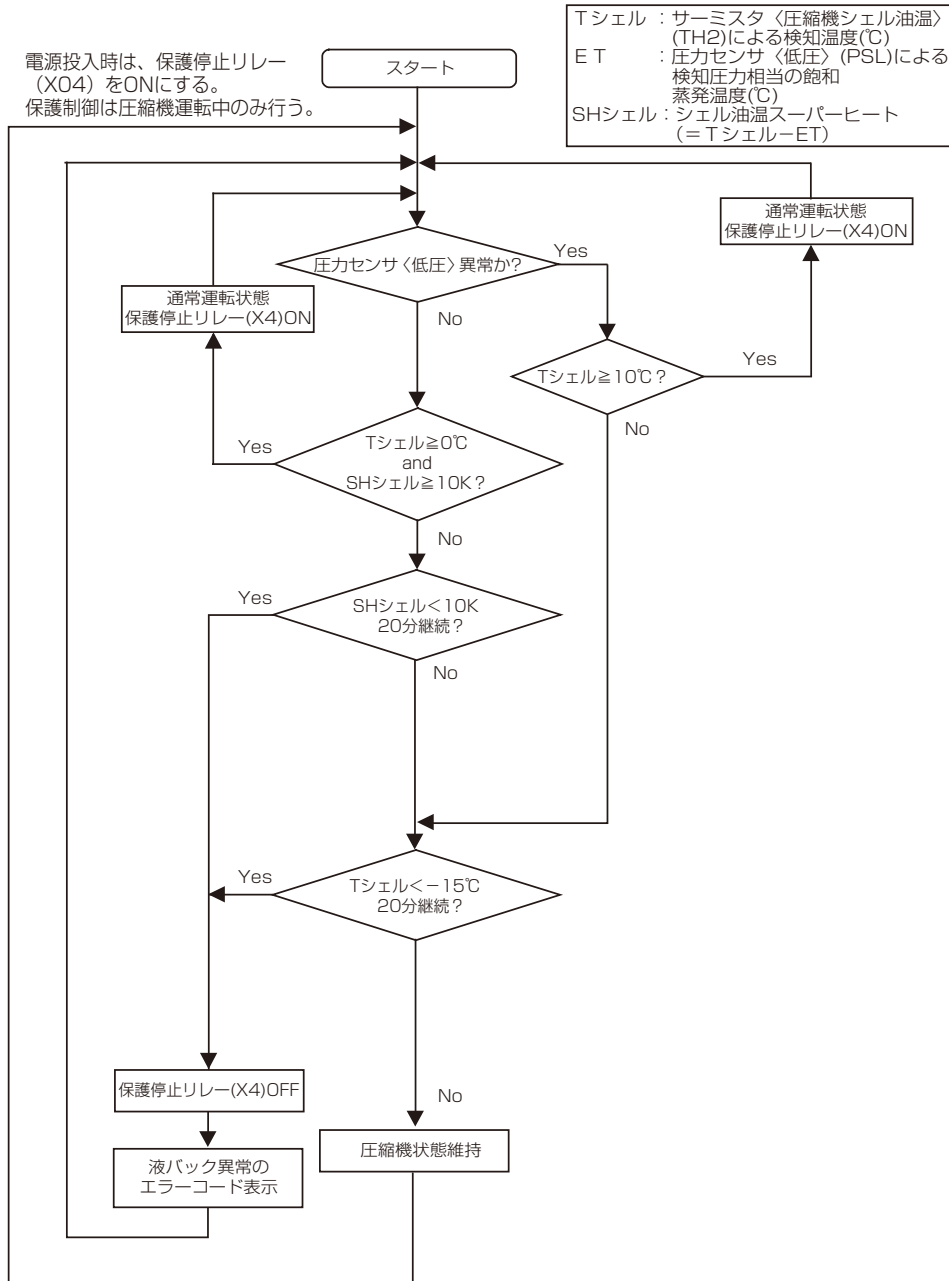 電源投入時は、保護停止リレー
（X04）をONにする。
保護制御は圧縮機運転中のみ行う。
スタート
Tシェル ：サーミスタ〈圧縮機シェル油温〉
(TH2)による検知温度(℃)
E T ：圧力センサ〈低圧〉(PSL)による
検知圧力相当の飽和
蒸発温度(℃)
SHシェル：シェル油温スーパーヒート
（＝Tシェル−ET）
通常運転状態
保護停止リレー(X4)ON
圧力センサ〈低圧〉異常か?
Yes
No
通常運転状態
保護停止リレー(X4)ON
Tシェル≧10℃？
Yes
No
Tシェル≧0℃
and
SHシェル≧10K？
Yes
No
SHシェル＜10K
20分継続？
Yes
No
Tシェル＜−15℃
20分継続？
Yes
No
保護停止リレー(X4)OFF
圧縮機状態維持
液バック異常の
エラーコード表示